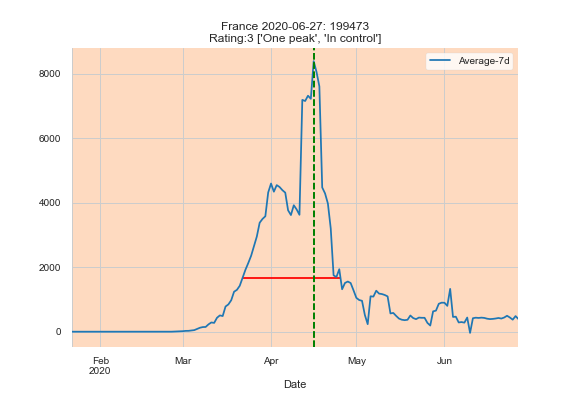 France 2020-06-27: 199473
Rating:3 ['One peak', 'In control']
Average-7d
8000
6000
4000
2000
0
Feb
2020
Mar
Apr
May
Jun
Date